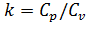 k = C_p/C_v